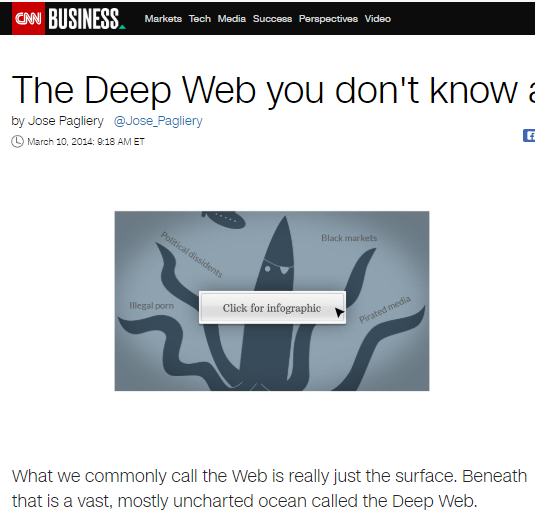 CNN BUSINESS Markets Tech Media Success Perspectives Video
The Deep Web you don't know
by Jose Pagliery @Jose_Pagliery
March 10, 2014: 9:18 AM ET
Political dissidents
Black markets
Illegal porn
Click for infographic
Pirated media
What we commonly call the Web is really just the surface. Beneath
that is a vast, mostly uncharted ocean called the Deep Web.